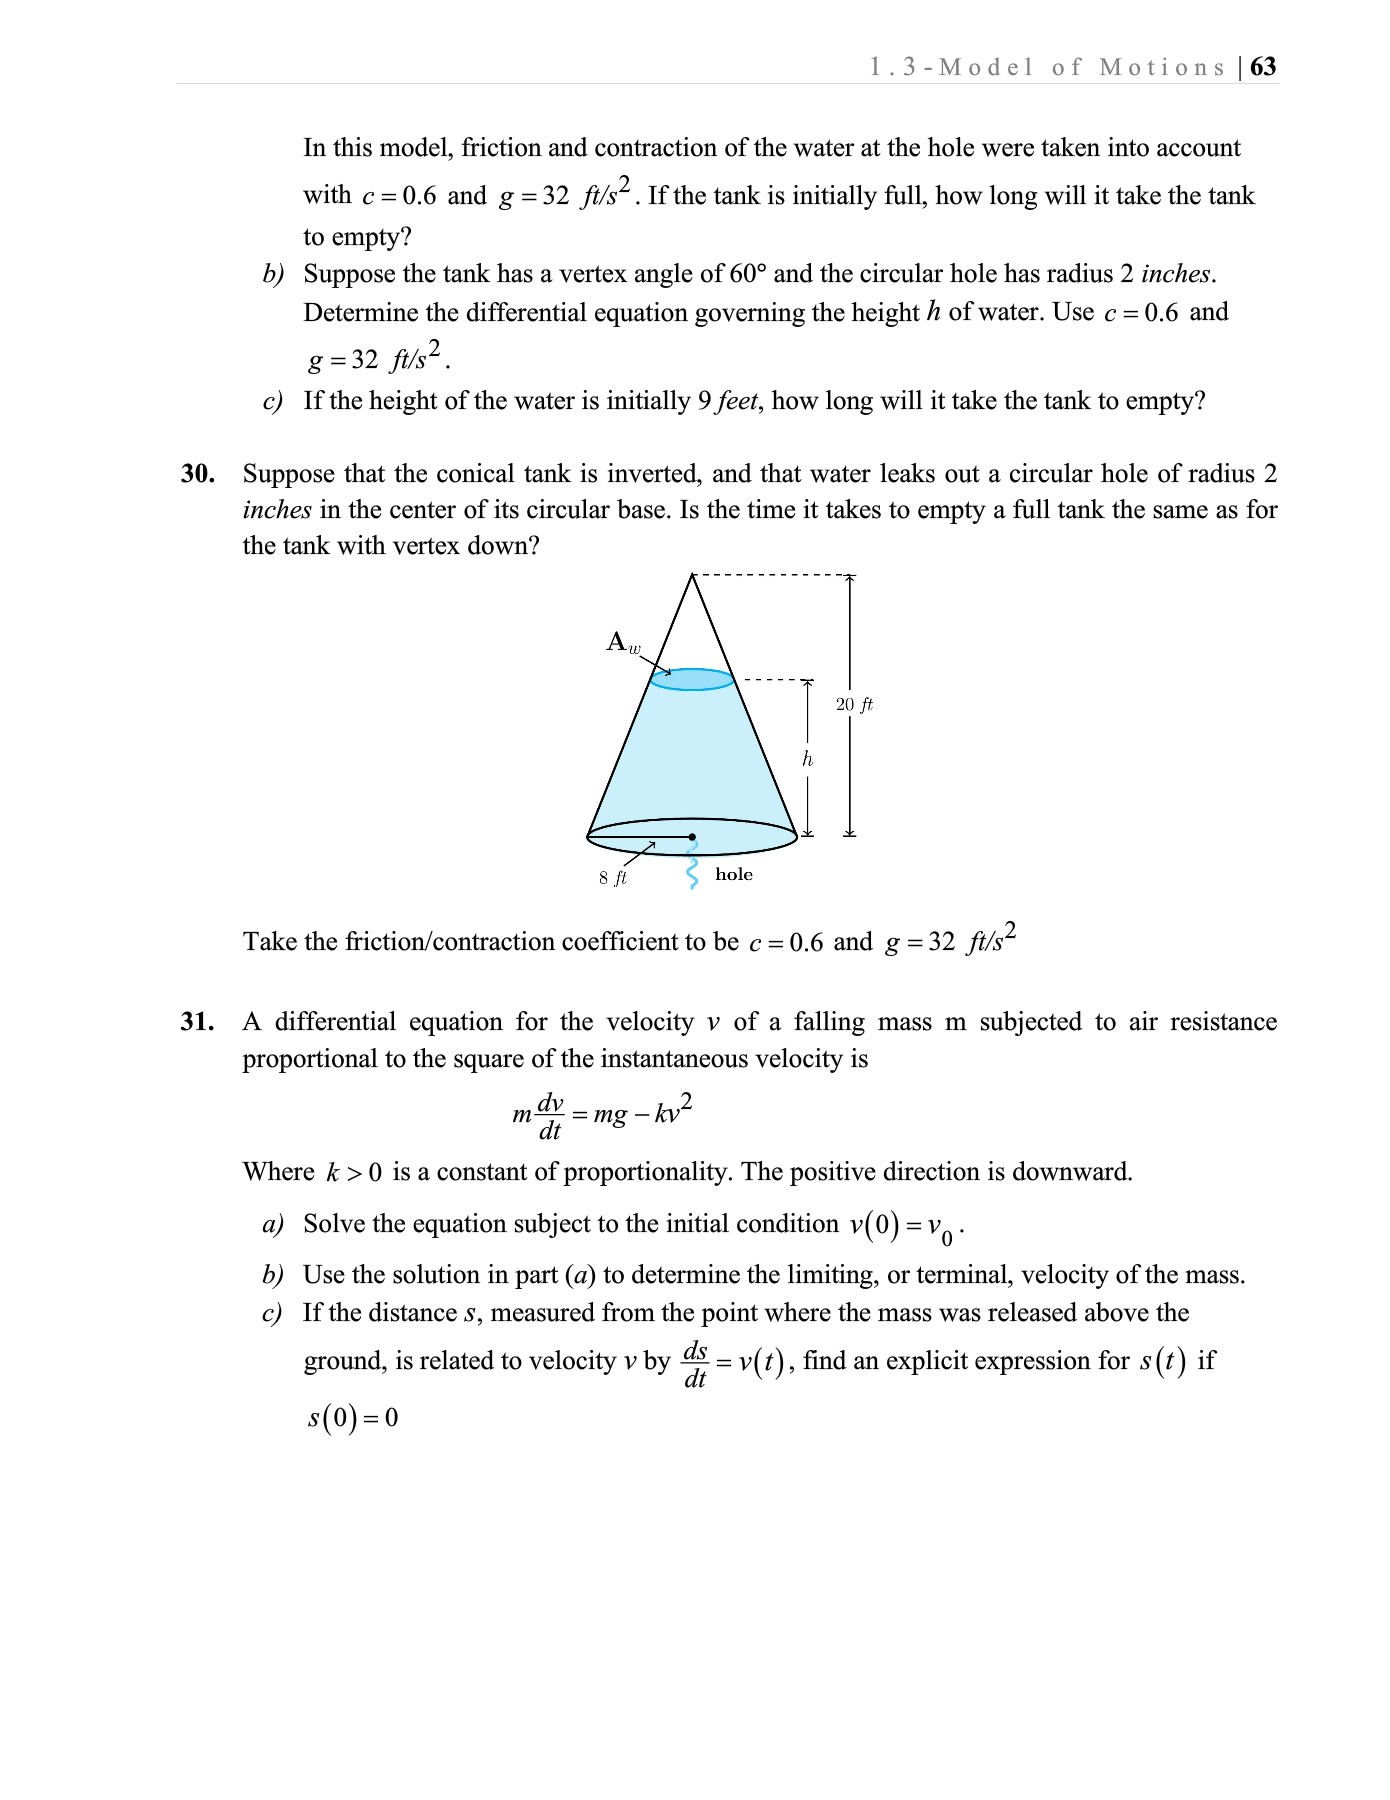 1.3-Model of Motions | 63
In this model, friction and contraction of the water at the hole were taken into account
with c = 0.6 and g = 32 ft/s². If the tank is initially full, how long will it take the tank
to empty?
b) Suppose the tank has a vertex angle of 60° and the circular hole has radius 2 inches.
Determine the differential equation governing the height h of water. Use c = 0.6 and
g = 32 ft/s².
c) If the height of the water is initially 9 feet, how long will it take the tank to empty?
30. Suppose that the conical tank is inverted, and that water leaks out a circular hole of radius 2
inches in the center of its circular base. Is the time it takes to empty a full tank the same as for
the tank with vertex down?
A_w
20 ft
h
8 ft
hole
Take the friction/contraction coefficient to be c = 0.6 and g = 32 ft/s²
31. A differential equation for the velocity v of a falling mass m subjected to air resistance
proportional to the square of the instantaneous velocity is
m dv/dt = mg − kv²
Where k > 0 is a constant of proportionality. The positive direction is downward.
a) Solve the equation subject to the initial condition v(0) = v₀.
b) Use the solution in part (a) to determine the limiting, or terminal, velocity of the mass.
c) If the distance s, measured from the point where the mass was released above the
ground, is related to velocity v by ds/dt = v(t), find an explicit expression for s(t) if
s(0) = 0